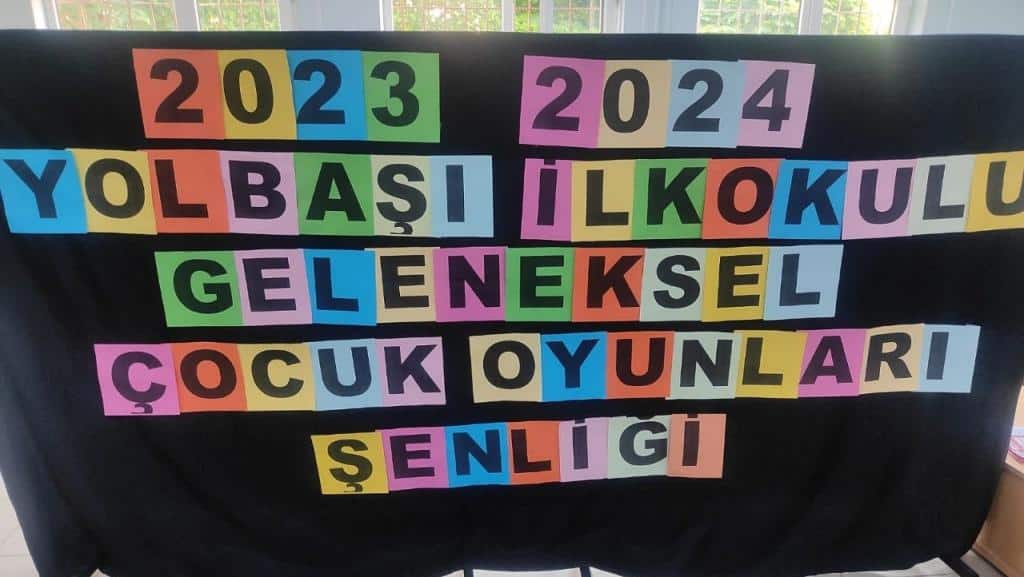 2023 2024
YOLBAŞI İLKOKULU
GELENEKSEL
ÇOCUK OYUNLARI
ŞENLİĞİ